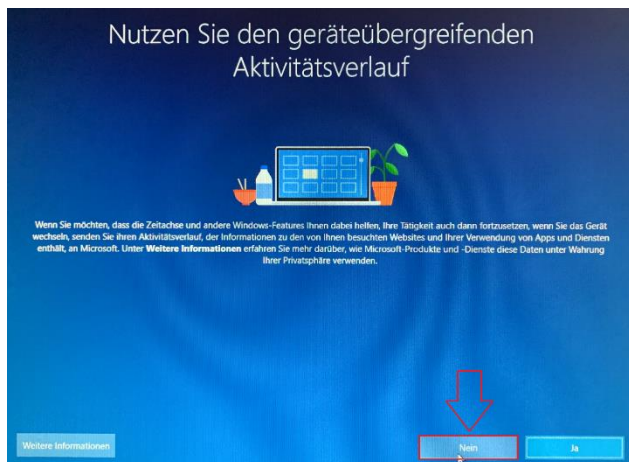 Nutzen Sie den geräteübergreifenden
Aktivitätsverlauf
Wenn Sie möchten, dass die Zeitachse und andere Windows-Features Ihnen dabei helfen, Ihre Tätigkeit auch dann fortzusetzen, wenn Sie das Gerät
wechseln, senden Sie ihren Aktivitätsverlauf, der Informationen zu den von Ihnen besuchten Websites und Ihrer Verwendung von Apps und Diensten
enthält, an Microsoft. Unter Weitere Informationen erfahren Sie mehr darüber, wie Microsoft-Produkte und -Dienste diese Daten unter Wahrung
Ihrer Privatsphäre verwenden.
Weitere Informationen
Nein
Ja